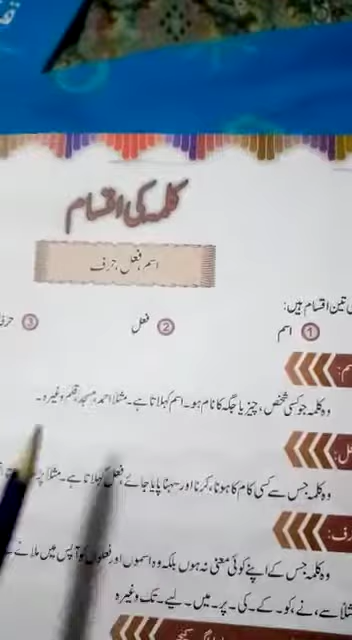 کلمہ کی اقسام
اسم، فعل، حرف
تین اقسام ہیں:
① اسم ② فعل ③
وہ کلمہ جو کسی شخص، چیز یا جگہ کا نام ہو۔ اسم کہلاتا ہے۔ مثلاً احمد، مسجد، قلم وغیرہ۔
وہ کلمہ جس سے کسی کام کا ہونا، کرنا اور سہنا پایا جائے، فعل کہلاتا ہے۔ مثلاً
وہ کلمہ جس کے اپنے کوئی معنی نہ ہوں بلکہ وہ اسموں اور فعلوں کو آپس میں ملانے
سے، نے، کو۔ کے۔ کی۔ پر۔ میں۔ لیے۔ تک وغیرہ